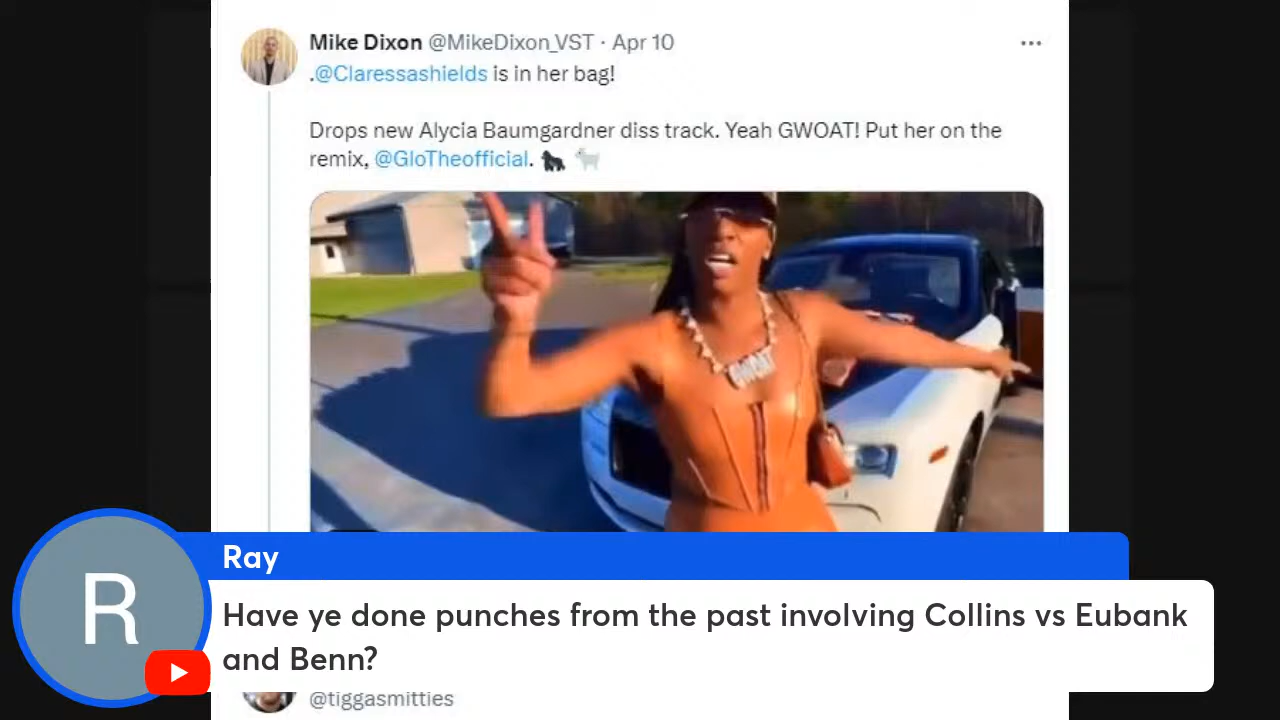 Mike Dixon @MikeDixon_VST · Apr 10
.@Claressashields is in her bag!
Drops new Alycia Baumgardner diss track. Yeah GWOAT! Put her on the
remix, @GloTheofficial. 🦍 🐐
GWOAT
R
Ray
Have ye done punches from the past involving Collins vs Eubank
and Benn?
@tiggasmitties